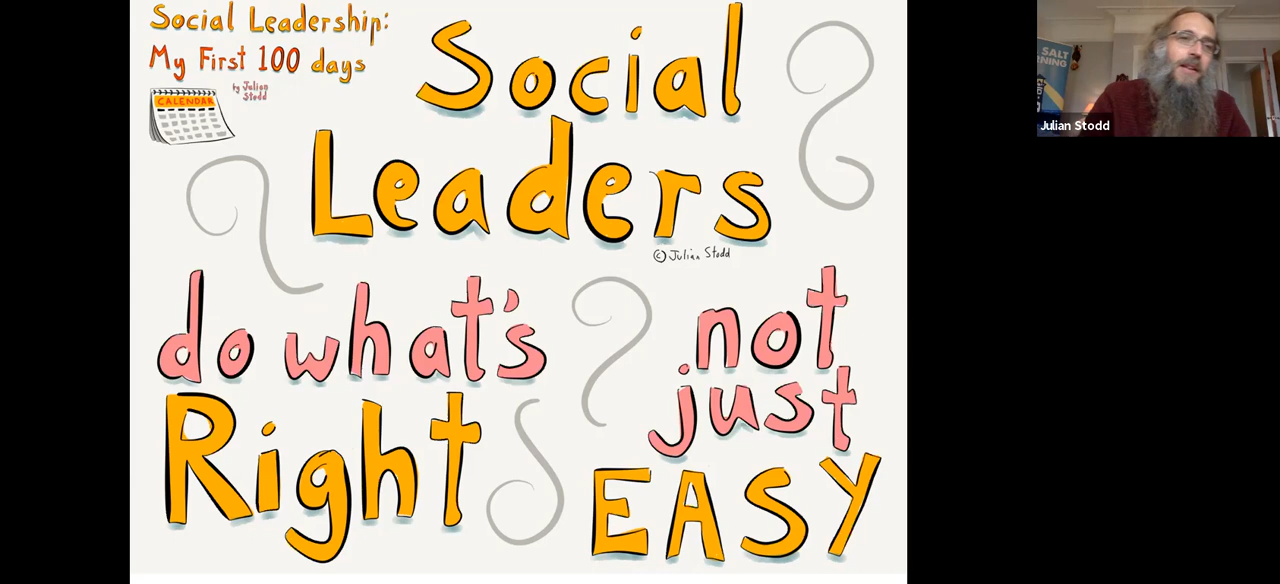 Social Leadership:
My First 100 days
by Julian
Stodd
CALENDAR
Social
Leaders
© Julian Stodd
do what's
Right
not
just
EASY
SALT
Julian Stodd